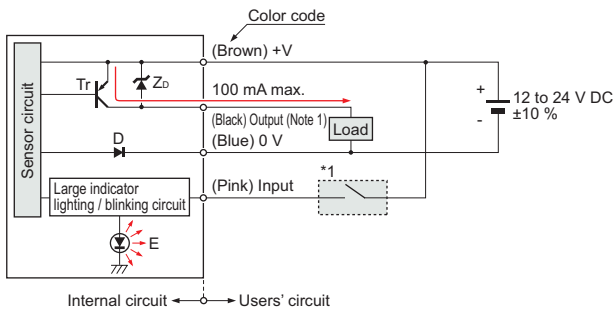 Color code
(Brown) +V
Tr
ZD
100 mA max.
+
12 to 24 V DC
±10 %
-
Sensor circuit
(Black) Output (Note 1)
Load
D
(Blue) 0 V
*1
(Pink) Input
Large indicator
lighting / blinking circuit
E
Internal circuit
Users' circuit